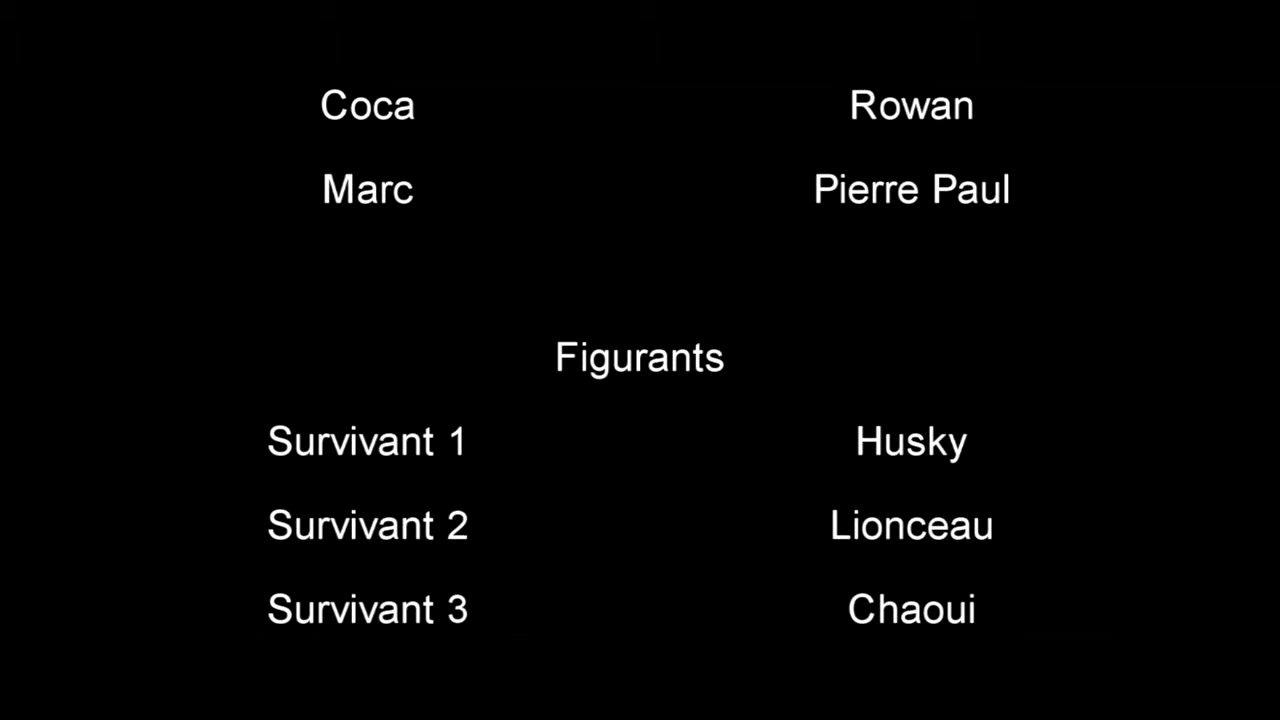 Coca Rowan
Marc Pierre Paul
Figurants
Survivant 1 Husky
Survivant 2 Lionceau
Survivant 3 Chaoui